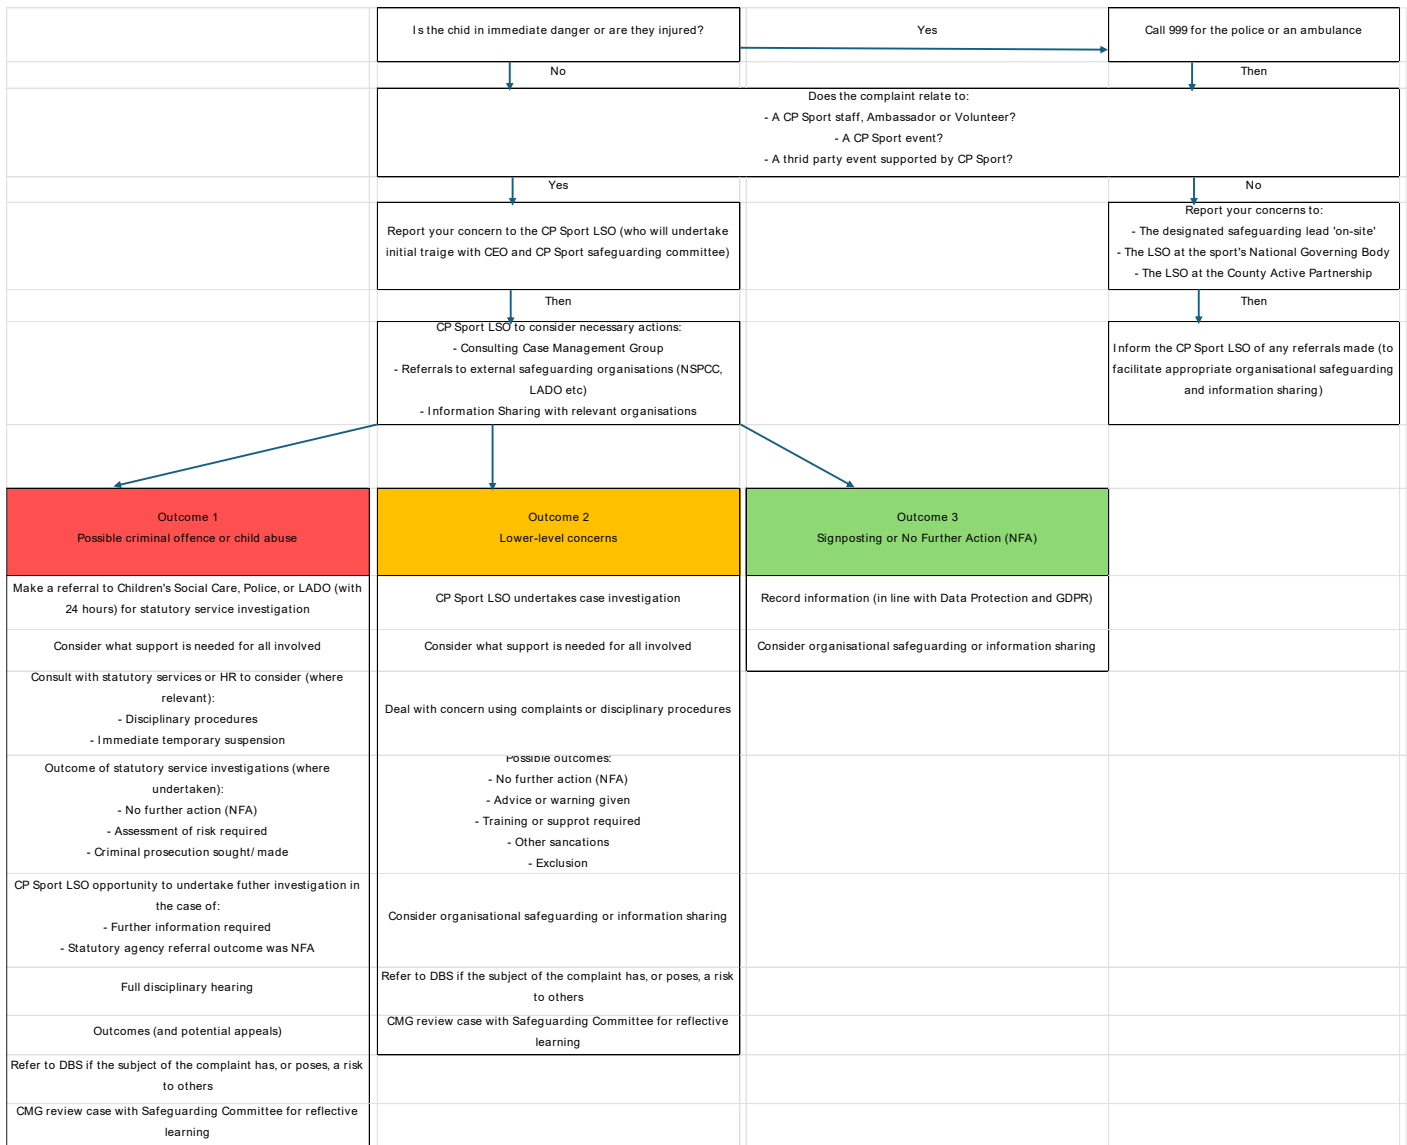 Is the chid in immediate danger or are they injured?
Yes
Call 999 for the police or an ambulance
No
Then
Does the complaint relate to:
- A CP Sport staff, Ambassador or Volunteer?
- A CP Sport event?
- A thrid party event supported by CP Sport?
Yes
No
Report your concern to the CP Sport LSO (who will undertake
initial traige with CEO and CP Sport safeguarding committee)
Report your concerns to:
- The designated safeguarding lead 'on-site'
- The LSO at the sport's National Governing Body
- The LSO at the County Active Partnership
Then
Then
CP Sport LSO to consider necessary actions:
- Consulting Case Management Group
- Referrals to external safeguarding organisations (NSPCC,
LADO etc)
- Information Sharing with relevant organisations
Inform the CP Sport LSO of any referrals made (to
facilitate appropriate organisational safeguarding
and information sharing)
Outcome 1
Possible criminal offence or child abuse
Make a referral to Children's Social Care, Police, or LADO (with
24 hours) for statutory service investigation
Consider what support is needed for all involved
Consult with statutory services or HR to consider (where
relevant):
- Disciplinary procedures
- Immediate temporary suspension
Outcome of statutory service investigations (where
undertaken):
- No further action (NFA)
- Assessment of risk required
- Criminal prosecution sought/ made
CP Sport LSO opportunity to undertake futher investigation in
the case of:
- Further information required
- Statutory agency referral outcome was NFA
Full disciplinary hearing
Outcomes (and potential appeals)
Refer to DBS if the subject of the complaint has, or poses, a risk
to others
CMG review case with Safeguarding Committee for reflective
learning
Outcome 2
Lower-level concerns
CP Sport LSO undertakes case investigation
Consider what support is needed for all involved
Deal with concern using complaints or disciplinary procedures
Possible outcomes:
- No further action (NFA)
- Advice or warning given
- Training or supprot required
- Other sancations
- Exclusion
Consider organisational safeguarding or information sharing
Refer to DBS if the subject of the complaint has, or poses, a risk
to others
CMG review case with Safeguarding Committee for reflective
learning
Outcome 3
Signposting or No Further Action (NFA)
Record information (in line with Data Protection and GDPR)
Consider organisational safeguarding or information sharing